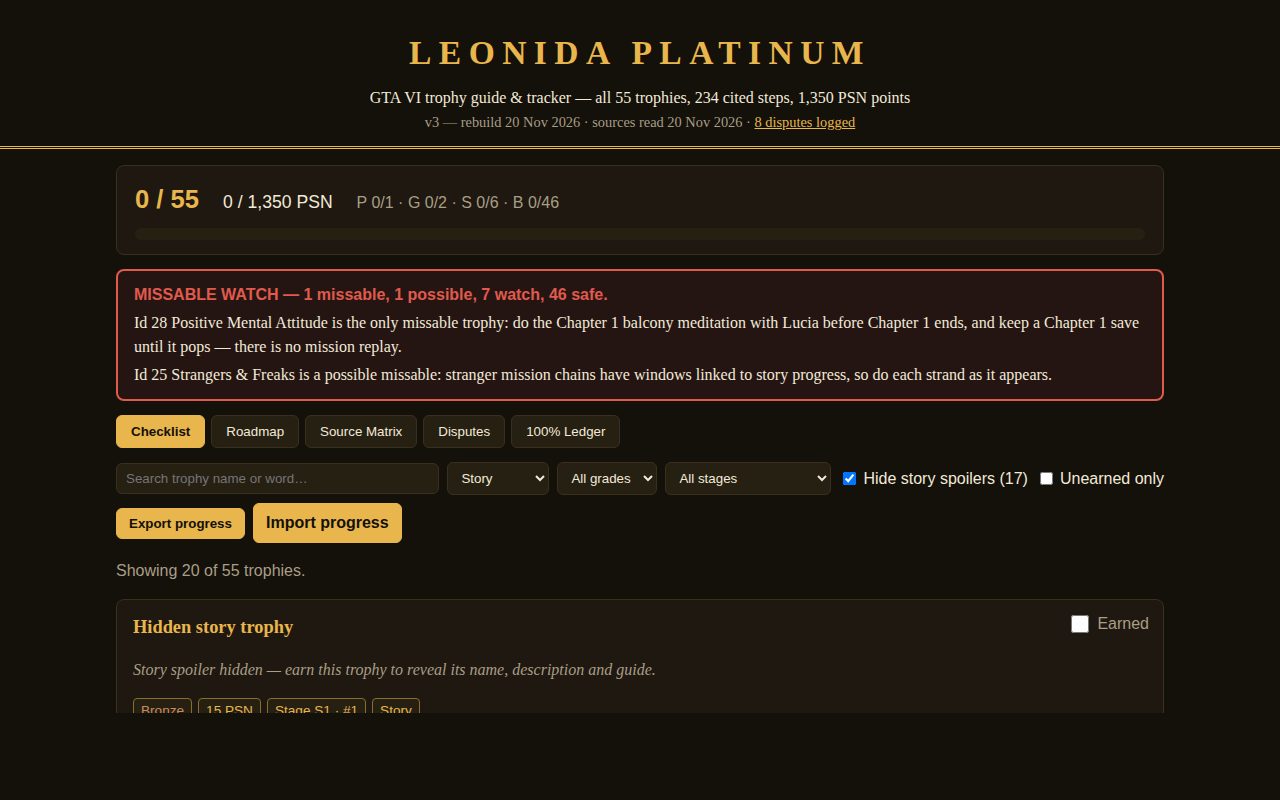 LEONIDA PLATINUM
GTA VI trophy guide & tracker — all 55 trophies, 234 cited steps, 1,350 PSN points
v3 — rebuild 20 Nov 2026 · sources read 20 Nov 2026 · 8 disputes logged
0 / 55 0 / 1,350 PSN P 0/1 · G 0/2 · S 0/6 · B 0/46
MISSABLE WATCH — 1 missable, 1 possible, 7 watch, 46 safe.
Id 28 Positive Mental Attitude is the only missable trophy: do the Chapter 1 balcony meditation with Lucia before Chapter 1 ends, and keep a Chapter 1 save
until it pops — there is no mission replay.
Id 25 Strangers & Freaks is a possible missable: stranger mission chains have windows linked to story progress, so do each strand as it appears.
Checklist Roadmap Source Matrix Disputes 100% Ledger
Search trophy name or word… Story All grades All stages Hide story spoilers (17) Unearned only
Export progress Import progress
Showing 20 of 55 trophies.
Hidden story trophy Earned
Story spoiler hidden — earn this trophy to reveal its name, description and guide.
Bronze 15 PSN Stage S1 · #1 Story